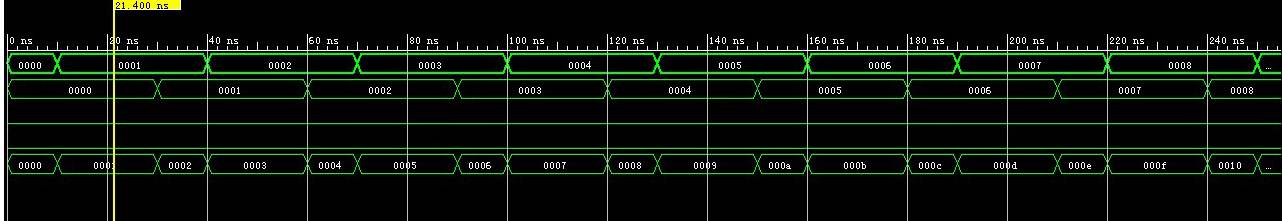 21.400 ns
0 ns 20 ns 40 ns 60 ns 80 ns 100 ns 120 ns 140 ns 160 ns 180 ns 200 ns 220 ns 240 ns
0000 0001 0002 0003 0004 0005 0006 0007 0008 ...
0000 0001 0002 0003 0004 0005 0006 0007 0008
0000 0001 0002 0003 0004 0005 0006 0007 0008 0009 000a 000b 000c 000d 000e 000f 0010 ...